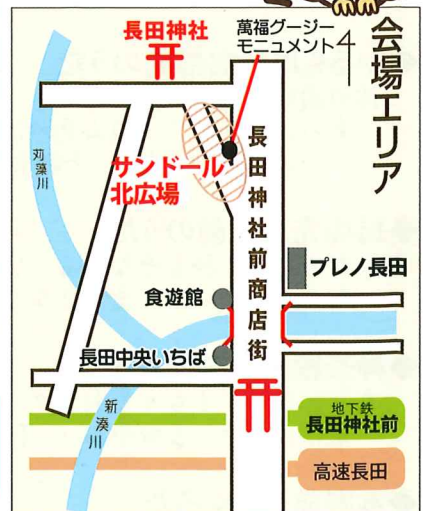 会場エリア
長田神社
萬福グージー
モニュメント
苅藻川
サンドール
北広場
長田神社前商店街
プレノ長田
食遊館
長田中央いちば
新湊川
地下鉄
長田神社前
高速長田